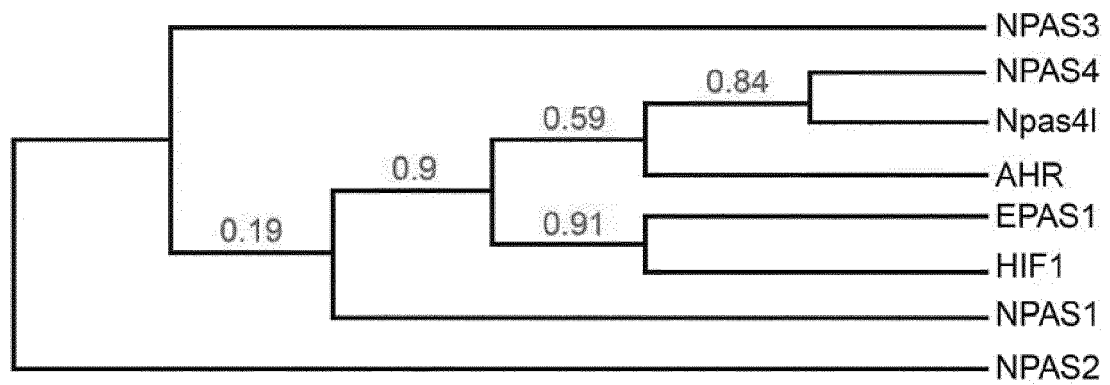 NPAS3
NPAS4
0.84
Npas4l
0.59
AHR
0.9
EPAS1
0.91
0.19
HIF1
NPAS1
NPAS2